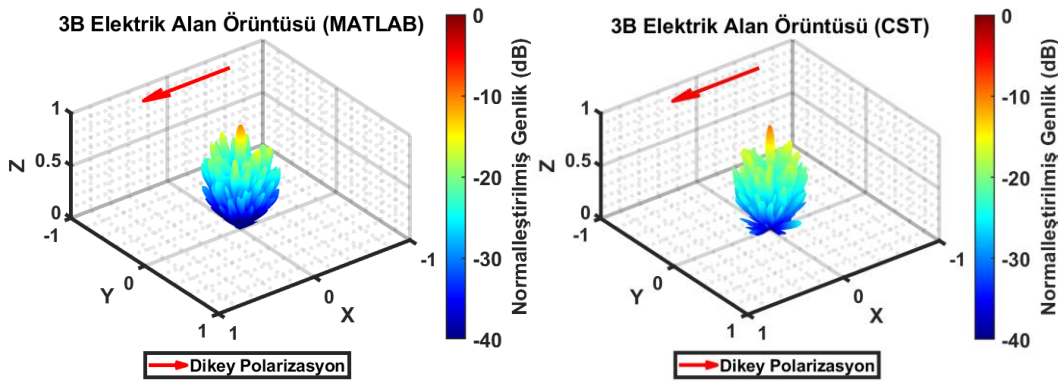 3B Elektrik Alan Örüntüsü (MATLAB)
1
0.5
0
Z
-1
0
1
Y
1
0
-1
X
0
-10
-20
-30
-40
Normalleştirilmiş Genlik (dB)
Dikey Polarizasyon
3B Elektrik Alan Örüntüsü (CST)
1
0.5
0
Z
-1
0
1
Y
1
0
-1
X
0
-10
-20
-30
-40
Normalleştirilmiş Genlik (dB)
Dikey Polarizasyon